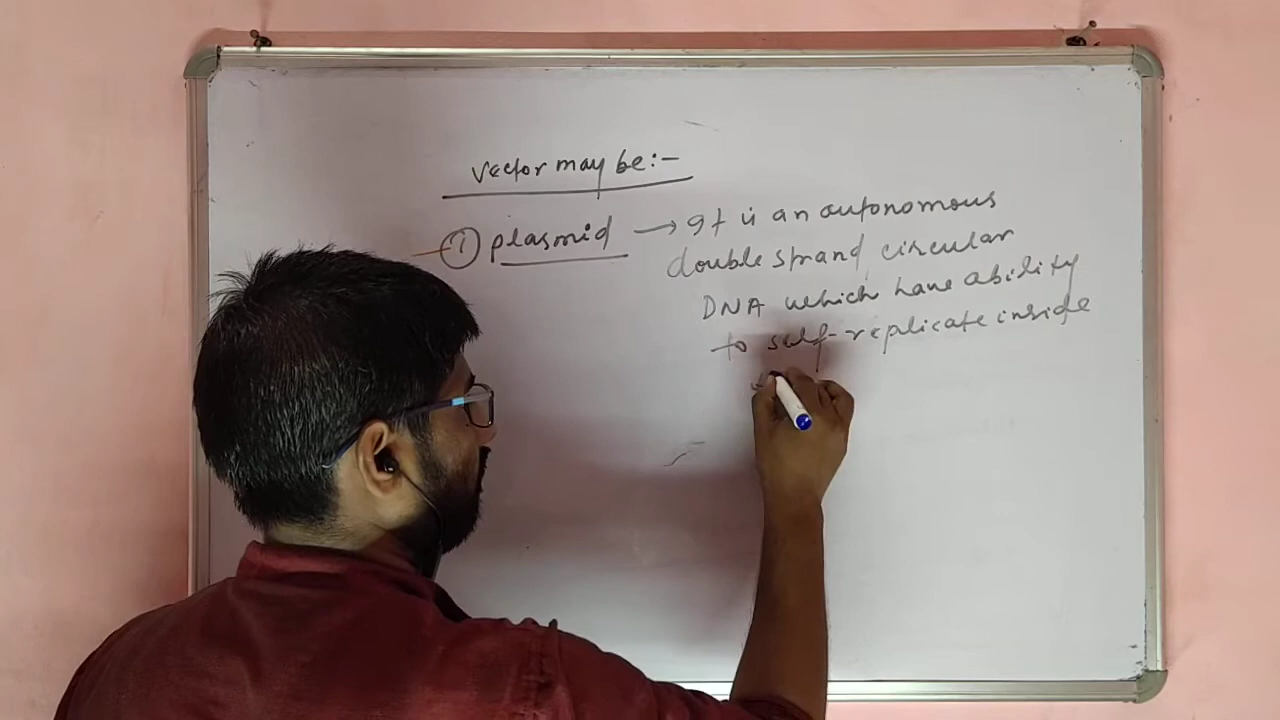 vector may be:-
① plasmid → It is an autonomous
double strand circular
DNA which have ability
to self-replicate inside